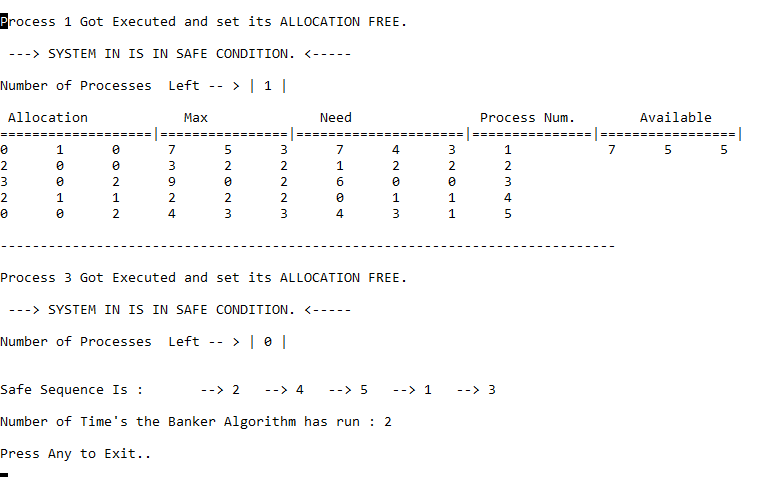 Process 1 Got Executed and set its ALLOCATION FREE.
---> SYSTEM IN IS IN SAFE CONDITION. <-----
Number of Processes  Left -- > | 1 |
Allocation            Max              Need                Process Num.        Available
===================|================|=====================|===============|=================|
0      1      0      7      5      3      7      4      3      1            7      5      5
2      0      0      3      2      2      1      2      2      2
3      0      2      9      0      2      6      0      0      3
2      1      1      2      2      2      0      1      1      4
0      0      2      4      3      3      4      3      1      5
-----------------------------------------------------------------------------
Process 3 Got Executed and set its ALLOCATION FREE.
---> SYSTEM IN IS IN SAFE CONDITION. <-----
Number of Processes  Left -- > | 0 |
Safe Sequence Is :       --> 2   --> 4   --> 5   --> 1   --> 3
Number of Time's the Banker Algorithm has run : 2
Press Any to Exit..